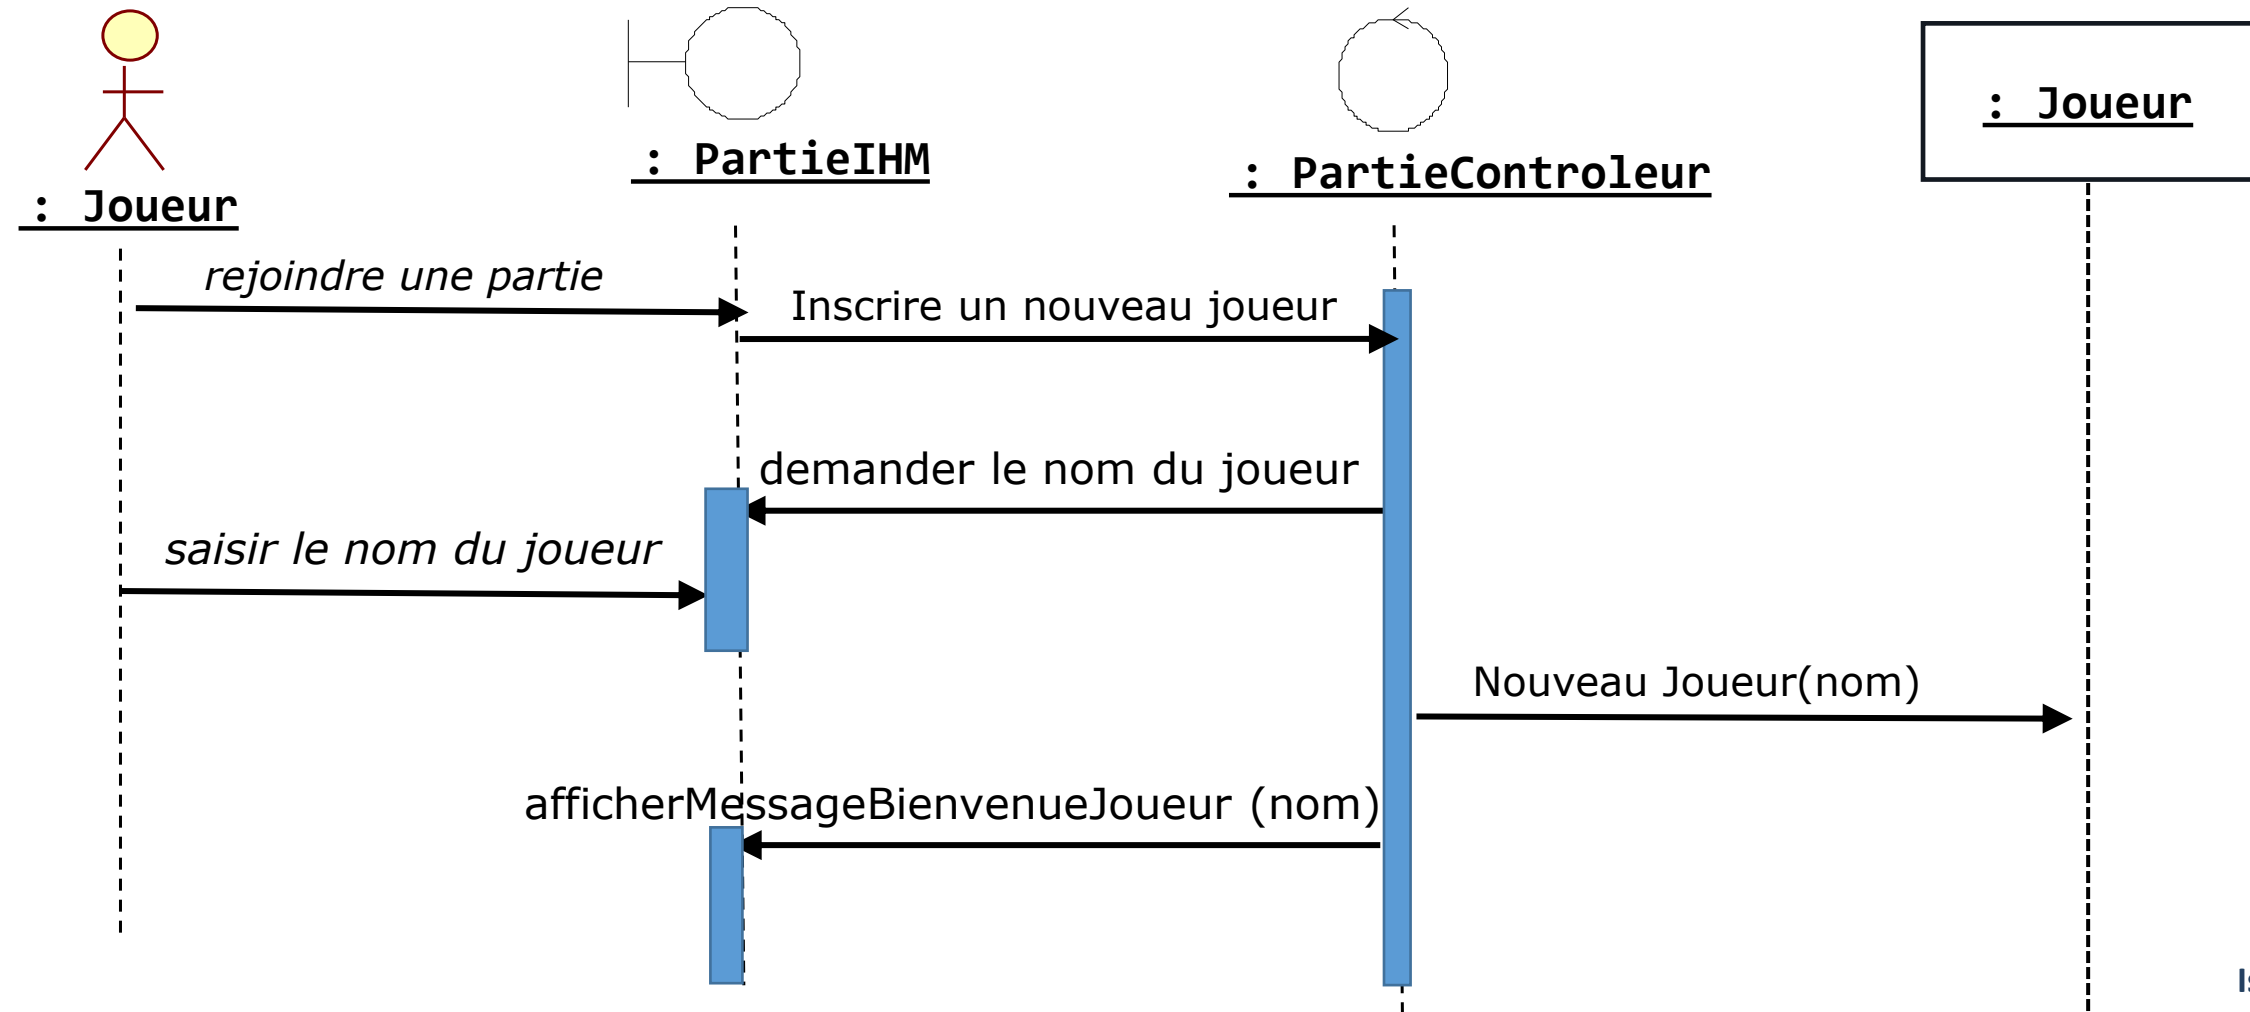 : Joueur
: PartieIHM
: PartieControleur
: Joueur
rejoindre une partie
Inscrire un nouveau joueur
demander le nom du joueur
saisir le nom du joueur
Nouveau Joueur(nom)
afficherMessageBienvenueJoueur (nom)